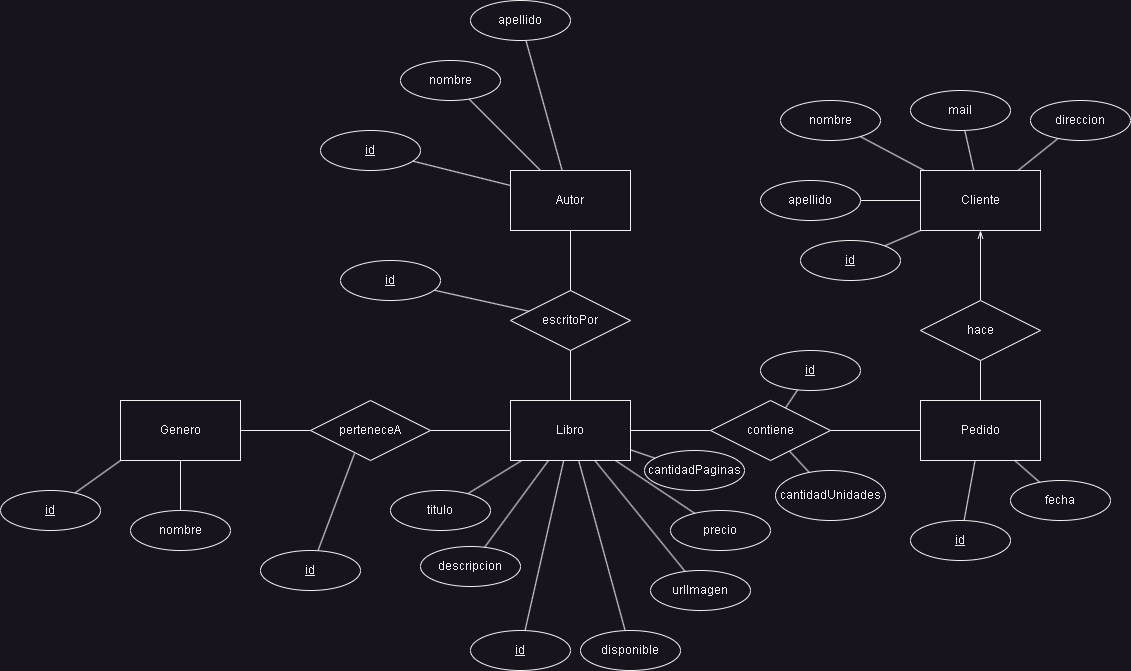 apellido
nombre
id
Autor
nombre
mail
direccion
apellido
Cliente
id
id
escritoPor
hace
id
Genero
perteneceA
Libro
contiene
Pedido
cantidadPaginas
cantidadUnidades
id
nombre
titulo
precio
fecha
id
descripcion
id
urlImagen
id
disponible